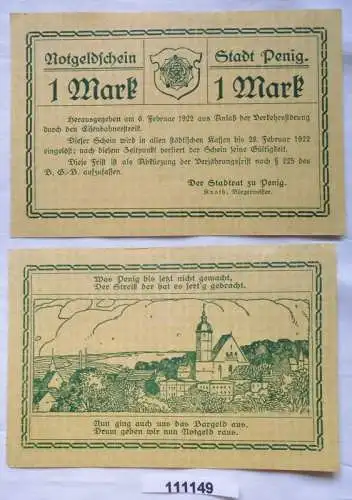 Notgeldschein Stadt Penig.
1 Mark 1 Mark
Herausgegeben am 6. Februar 1922 aus Anlaß der Verkehrsstörung
durch den Eisenbahnerstreik.
Dieser Schein wird in allen städtischen Kassen bis 28. Februar 1922
eingelöst; nach diesem Zeitpunkt verliert der Schein seine Gültigkeit.
Diese Frist ist als Abkürzung der Verjährungsfrist nach § 225 des
B. G.-B. aufzufassen.
Der Stadtrat zu Penig.
Bürgermeister.
Was Penig bis jetzt nicht gemacht,
Der Streik der hat es fert'g gebracht.
Nun ging auch uns das Bargeld aus,
Drum geben wir nun Notgeld raus.
111149